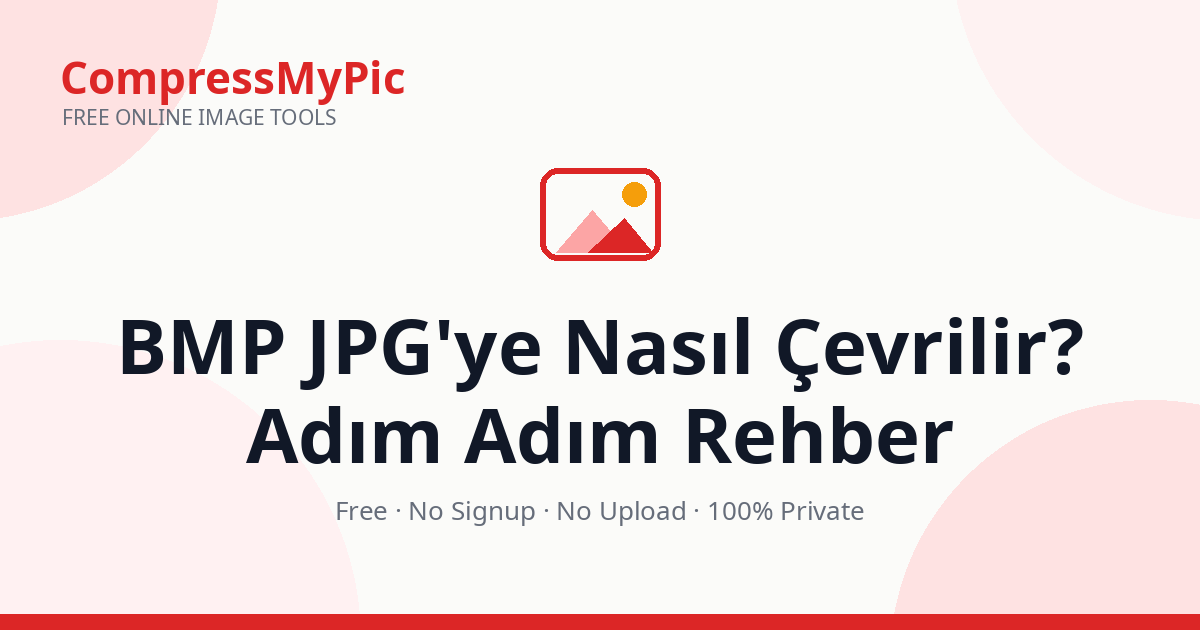 CompressMyPic
FREE ONLINE IMAGE TOOLS
BMP JPG'ye Nasıl Çevrilir?
Adım Adım Rehber
Free · No Signup · No Upload · 100% Private